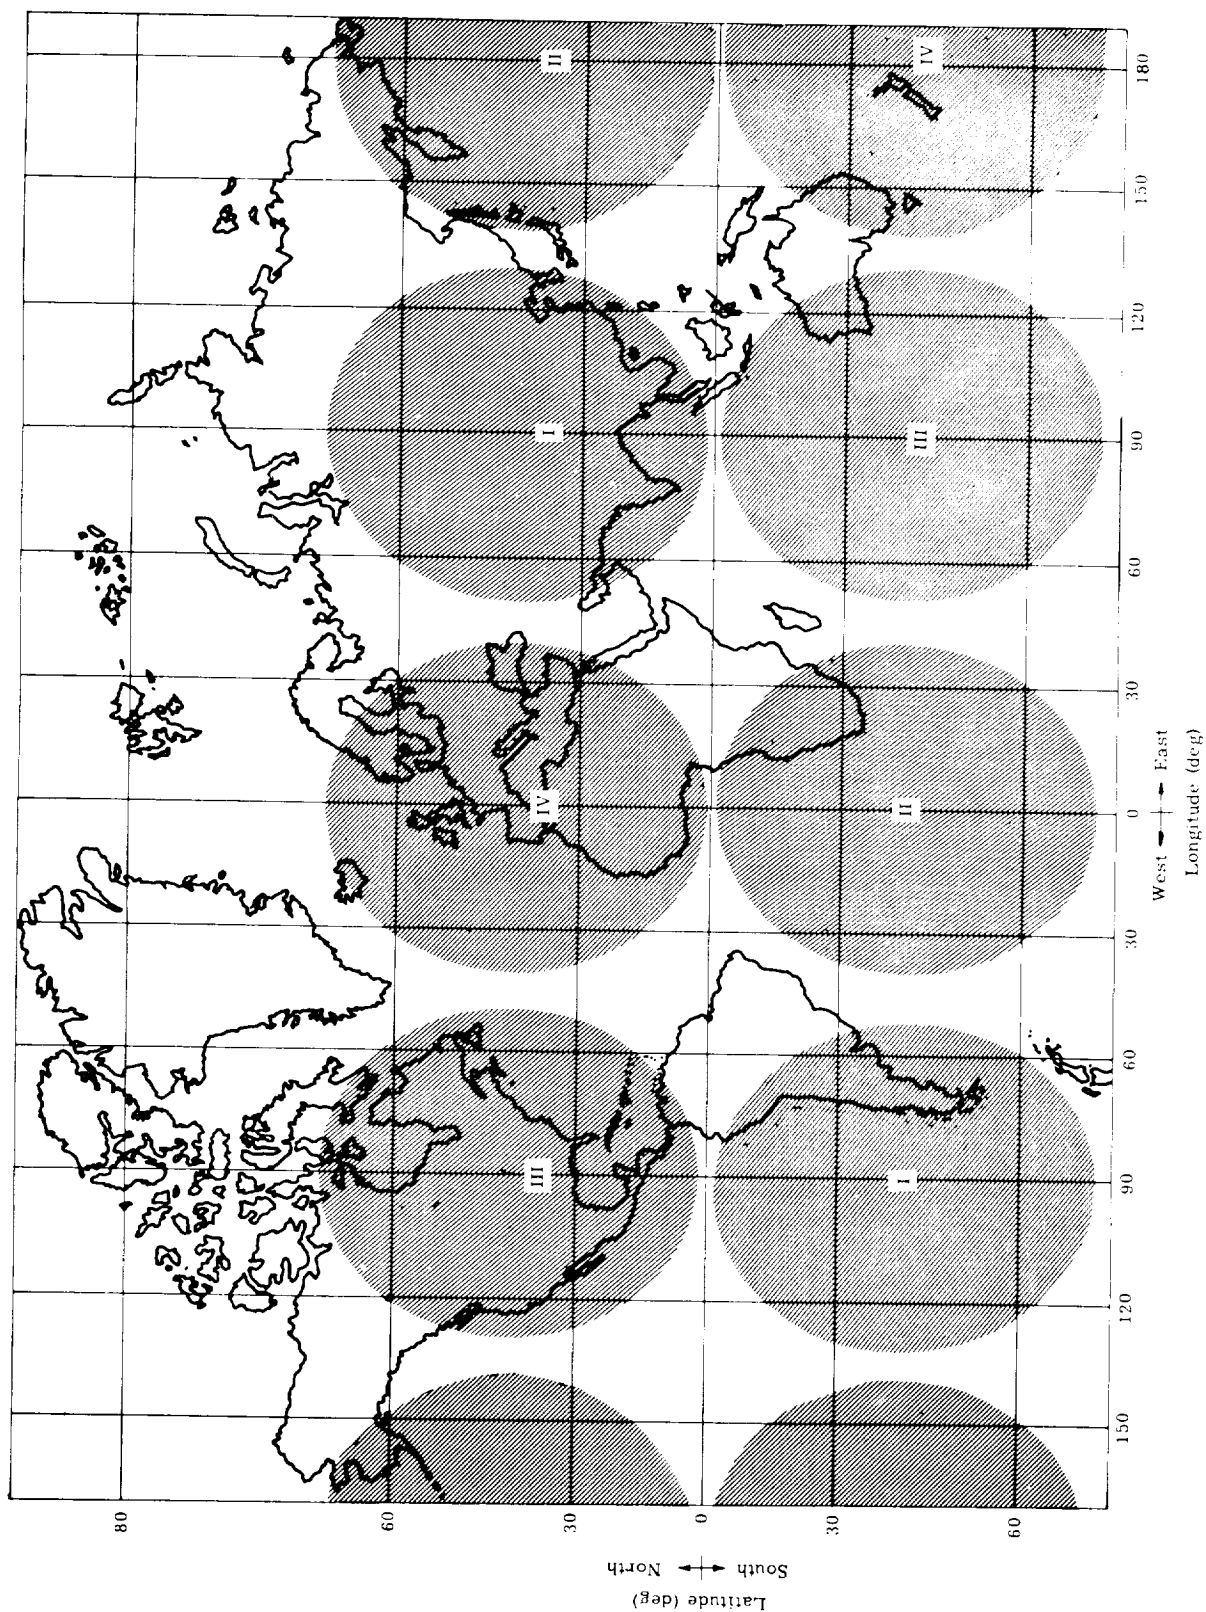 Latitude (deg)
South ◄─┼─► North
80
60
30
0
30
60
III
IV
I
II
I
II
III
IV
150
120
90
60
30
0
30
60
90
120
150
180
West ◄─┼─► East
Longitude (deg)